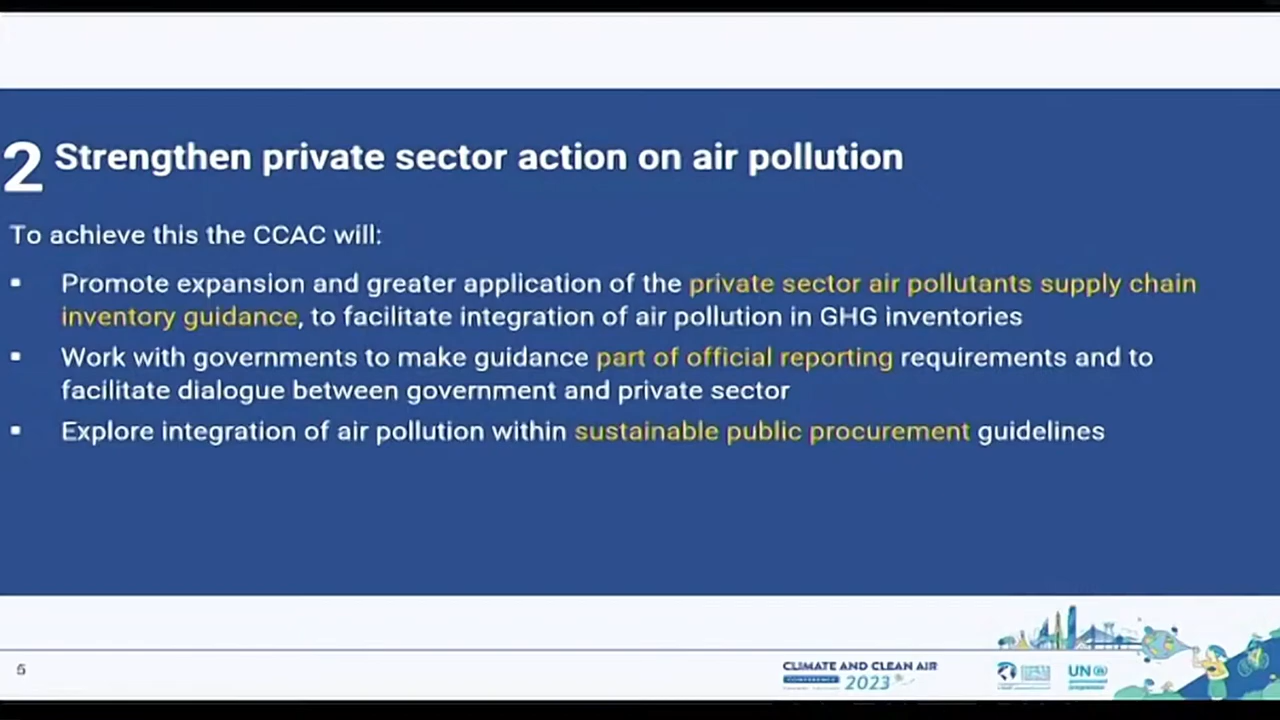 2 Strengthen private sector action on air pollution
To achieve this the CCAC will:
▪ Promote expansion and greater application of the private sector air pollutants supply chain
inventory guidance, to facilitate integration of air pollution in GHG inventories
▪ Work with governments to make guidance part of official reporting requirements and to
facilitate dialogue between government and private sector
▪ Explore integration of air pollution within sustainable public procurement guidelines
5
CLIMATE AND CLEAN AIR
CONFERENCE 2023
UN